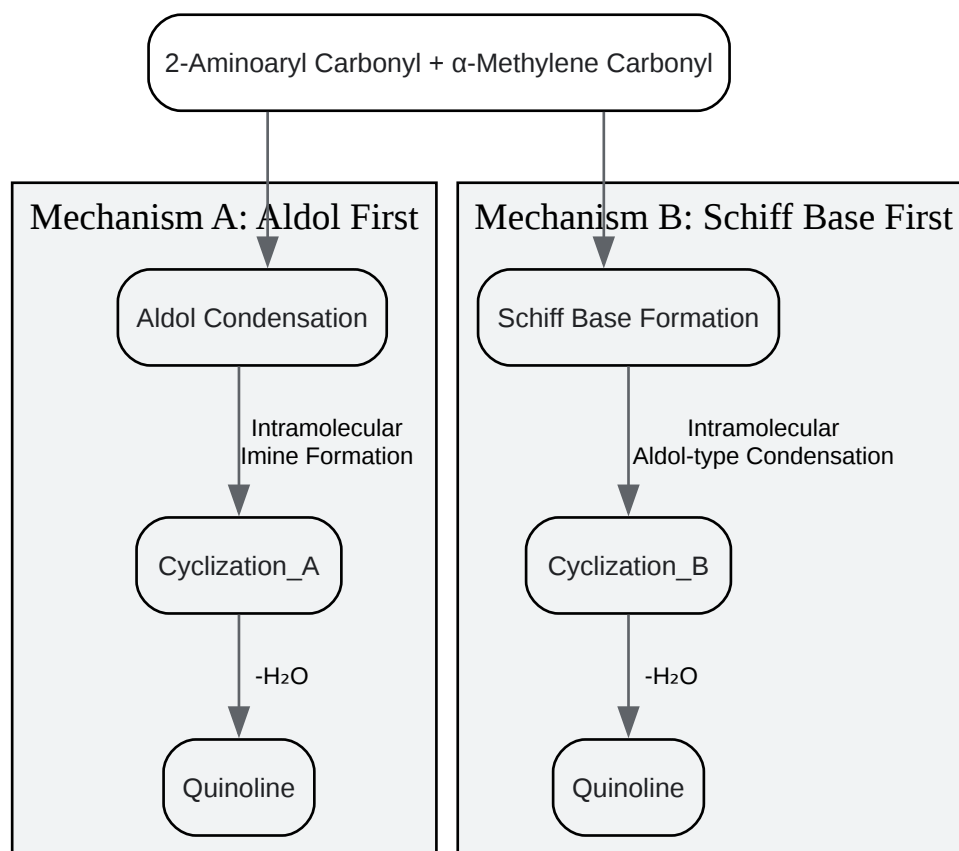 2-Aminoaryl Carbonyl + α-Methylene Carbonyl
Mechanism A: Aldol First
Aldol Condensation
Intramolecular
Imine Formation
Cyclization_A
-H₂O
Quinoline
Mechanism B: Schiff Base First
Schiff Base Formation
Intramolecular
Aldol-type Condensation
Cyclization_B
-H₂O
Quinoline